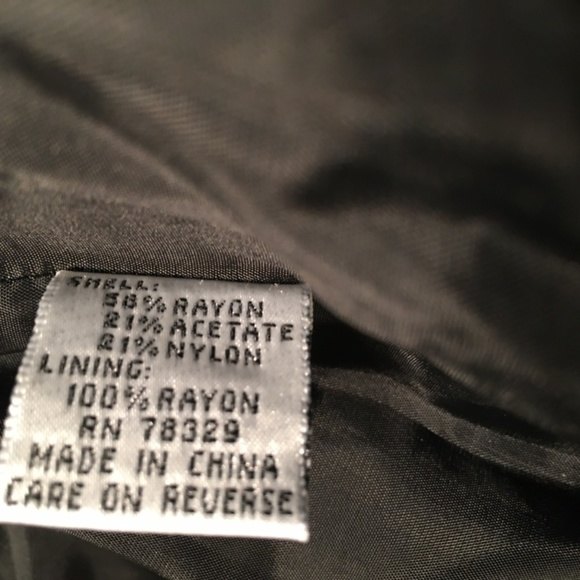 SHELL:
58% RAYON
21% ACETATE
21% NYLON
LINING:
100% RAYON
RN 78329
MADE IN CHINA
CARE ON REVERSE